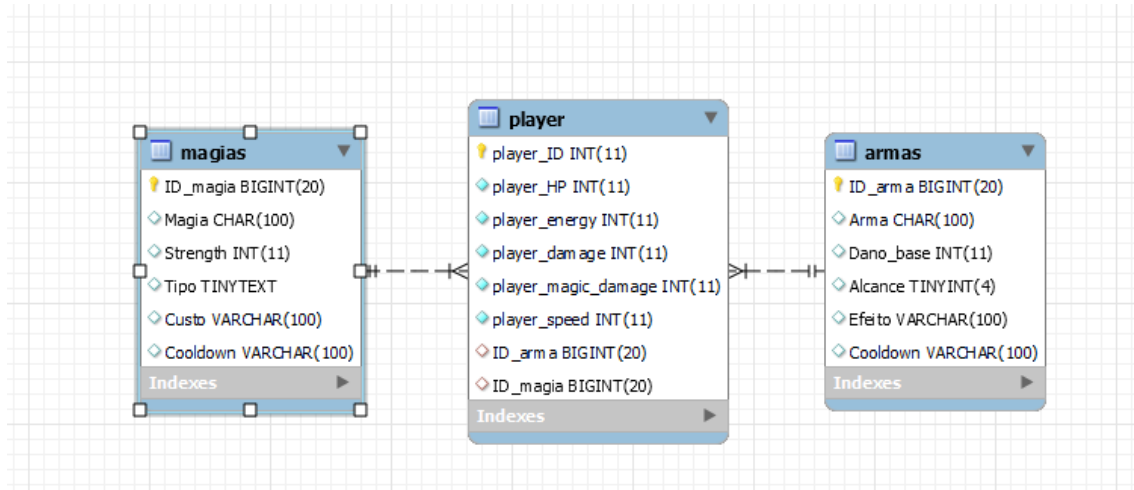 magias
ID_magia BIGINT(20)
Magia CHAR(100)
Strength INT(11)
Tipo TINYTEXT
Custo VARCHAR(100)
Cooldown VARCHAR(100)
Indexes
player
player_ID INT(11)
player_HP INT(11)
player_energy INT(11)
player_damage INT(11)
player_magic_damage INT(11)
player_speed INT(11)
ID_arma BIGINT(20)
ID_magia BIGINT(20)
Indexes
armas
ID_arma BIGINT(20)
Arma CHAR(100)
Dano_base INT(11)
Alcance TINYINT(4)
Efeito VARCHAR(100)
Cooldown VARCHAR(100)
Indexes